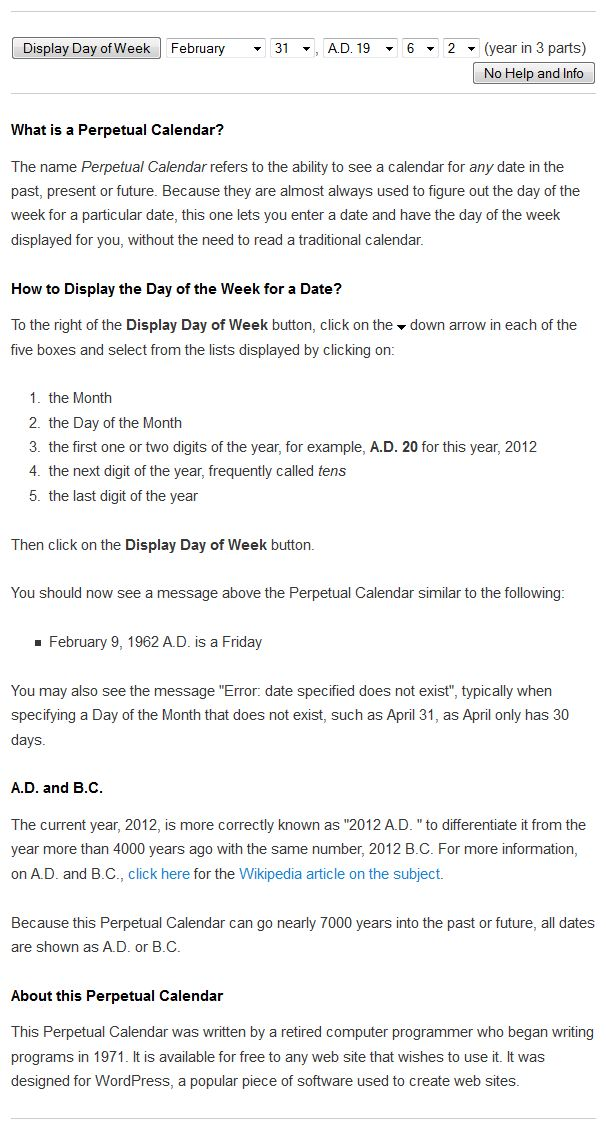 Display Day of Week February 31 , A.D. 19 6 2 (year in 3 parts)
No Help and Info
What is a Perpetual Calendar?
The name Perpetual Calendar refers to the ability to see a calendar for any date in the
past, present or future. Because they are almost always used to figure out the day of the
week for a particular date, this one lets you enter a date and have the day of the week
displayed for you, without the need to read a traditional calendar.
How to Display the Day of the Week for a Date?
To the right of the Display Day of Week button, click on the down arrow in each of the
five boxes and select from the lists displayed by clicking on:
1. the Month
2. the Day of the Month
3. the first one or two digits of the year, for example, A.D. 20 for this year, 2012
4. the next digit of the year, frequently called tens
5. the last digit of the year
Then click on the Display Day of Week button.
You should now see a message above the Perpetual Calendar similar to the following:
February 9, 1962 A.D. is a Friday
You may also see the message "Error: date specified does not exist", typically when
specifying a Day of the Month that does not exist, such as April 31, as April only has 30
days.
A.D. and B.C.
The current year, 2012, is more correctly known as "2012 A.D. " to differentiate it from the
year more than 4000 years ago with the same number, 2012 B.C. For more information,
on A.D. and B.C., click here for the Wikipedia article on the subject.
Because this Perpetual Calendar can go nearly 7000 years into the past or future, all dates
are shown as A.D. or B.C.
About this Perpetual Calendar
This Perpetual Calendar was written by a retired computer programmer who began writing
programs in 1971. It is available for free to any web site that wishes to use it. It was
designed for WordPress, a popular piece of software used to create web sites.